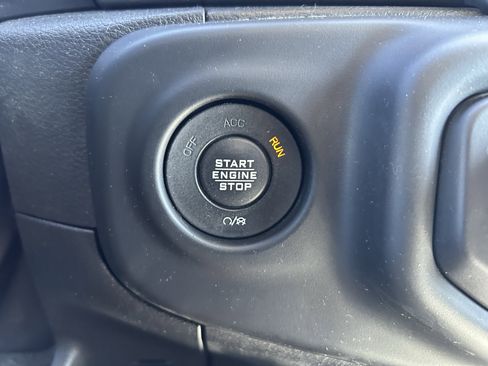 OFF ACC RUN
START
ENGINE
STOP